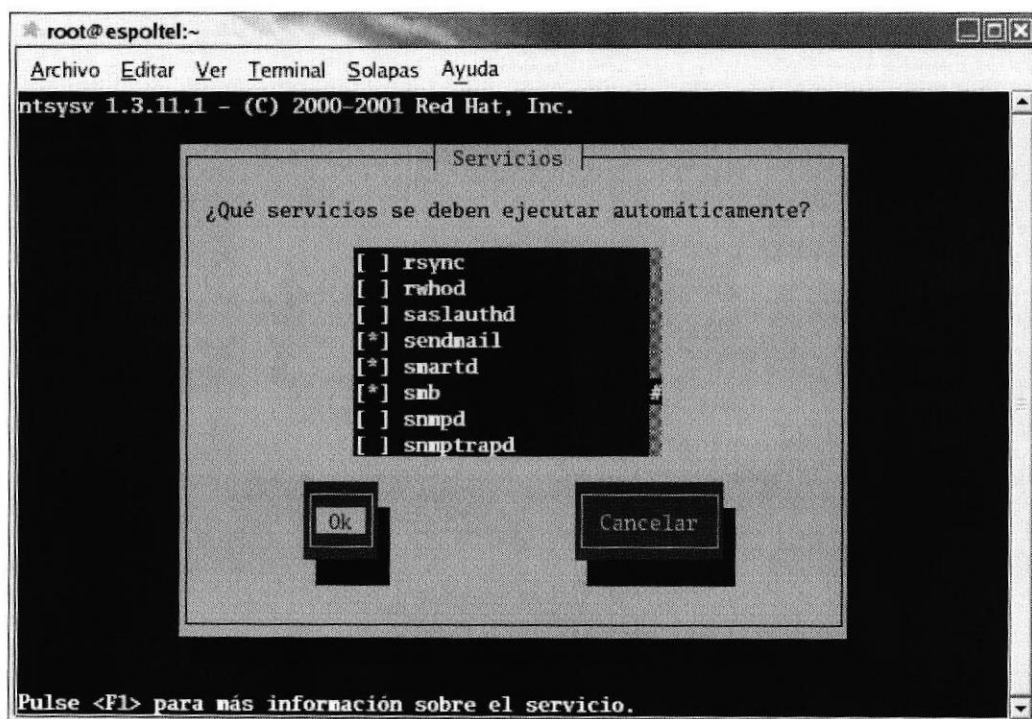 root@espoltel:~
Archivo Editar Ver Terminal Solapas Ayuda
ntsysv 1.3.11.1 - (C) 2000-2001 Red Hat, Inc.
Servicios
¿Qué servicios se deben ejecutar automáticamente?
[ ] rsync
[ ] rwhod
[ ] saslauthd
[*] sendmail
[*] smartd
[*] smb #
[ ] snmpd
[ ] snmptrapd
Ok Cancelar
Pulse <F1> para más información sobre el servicio.